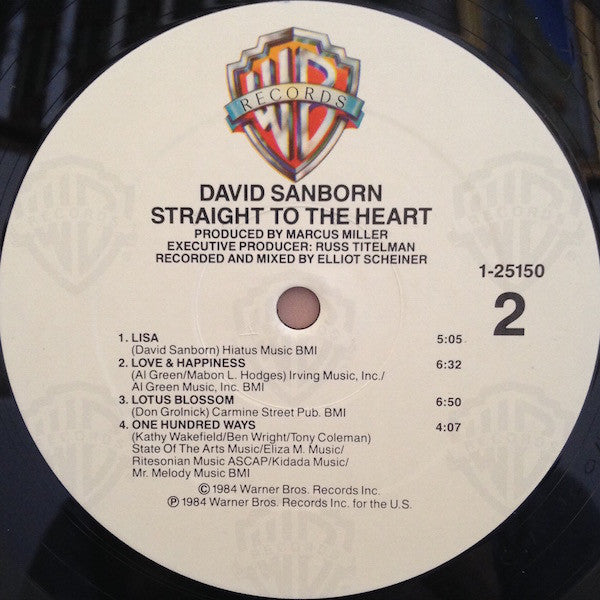 WB
RECORDS
DAVID SANBORN
STRAIGHT TO THE HEART
PRODUCED BY MARCUS MILLER
EXECUTIVE PRODUCER: RUSS TITELMAN
RECORDED AND MIXED BY ELLIOT SCHEINER
1-25150
2
1. LISA 5:05
(David Sanborn) Hiatus Music BMI
2. LOVE & HAPPINESS 6:32
(Al Green/Mabon L. Hodges) Irving Music, Inc./
Al Green Music, Inc. BMI
3. LOTUS BLOSSOM 6:50
(Don Grolnick) Carmine Street Pub. BMI
4. ONE HUNDRED WAYS 4:07
(Kathy Wakefield/Ben Wright/Tony Coleman)
State Of The Arts Music/Eliza M. Music/
Ritesonian Music ASCAP/Kidada Music/
Mr. Melody Music BMI
Ⓒ 1984 Warner Bros. Records Inc.
Ⓟ 1984 Warner Bros. Records Inc. for the U.S.